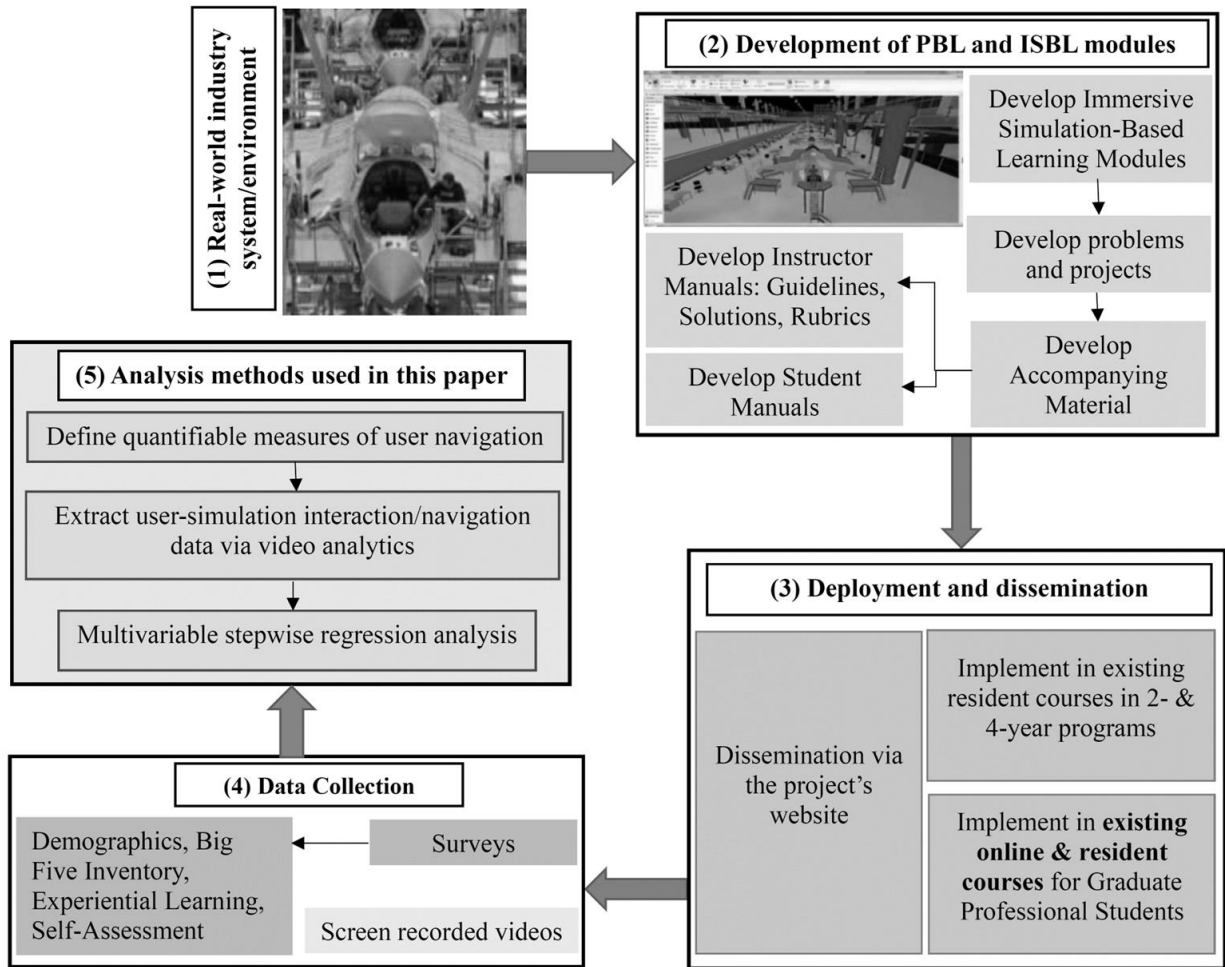 (1) Real-world industry
system/environment
(2) Development of PBL and ISBL modules
Develop Immersive
Simulation-Based
Learning Modules
Develop problems
and projects
Develop
Accompanying
Material
Develop Instructor
Manuals: Guidelines,
Solutions, Rubrics
Develop Student
Manuals
(3) Deployment and dissemination
Dissemination via
the project's
website
Implement in existing
resident courses in 2- &
4-year programs
Implement in existing
online & resident
courses for Graduate
Professional Students
(4) Data Collection
Surveys
Demographics, Big
Five Inventory,
Experiential Learning,
Self-Assessment
Screen recorded videos
(5) Analysis methods used in this paper
Define quantifiable measures of user navigation
Extract user-simulation interaction/navigation
data via video analytics
Multivariable stepwise regression analysis